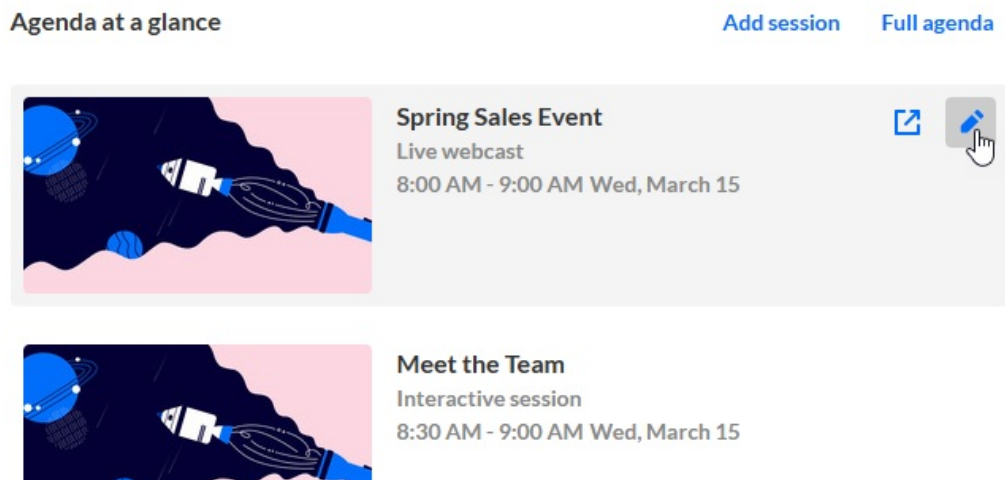 Agenda at a glance
Add session
Full agenda
Spring Sales Event
Live webcast
8:00 AM - 9:00 AM Wed, March 15
Meet the Team
Interactive session
8:30 AM - 9:00 AM Wed, March 15